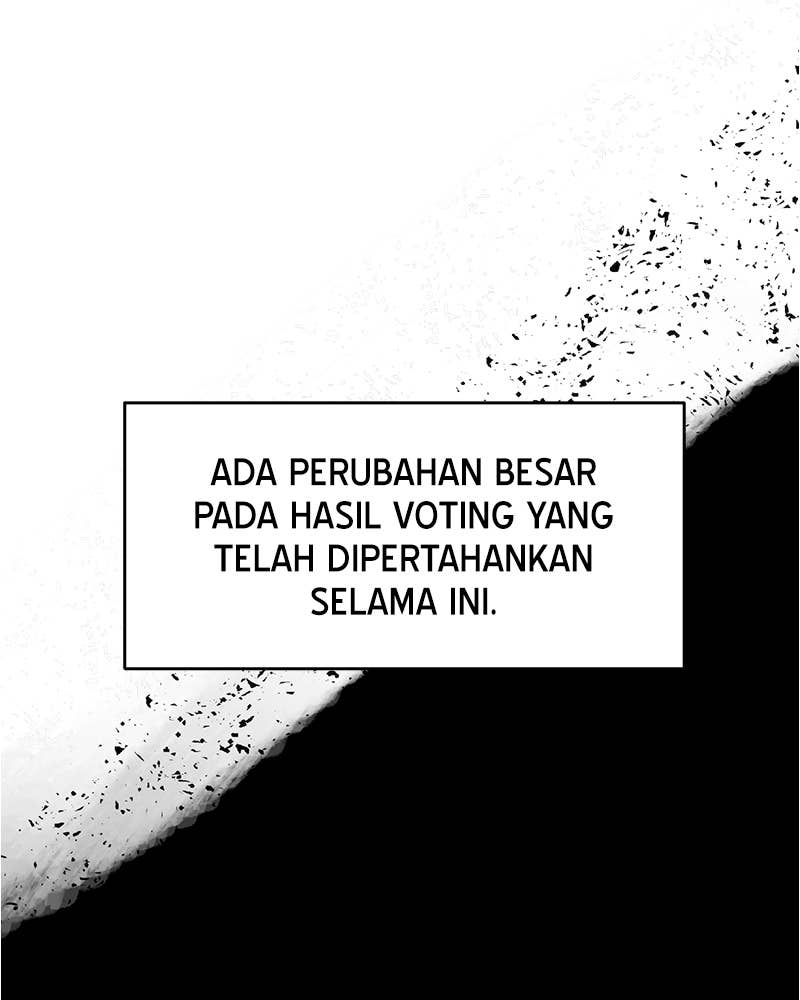 ADA PERUBAHAN BESAR
PADA HASIL VOTING YANG
TELAH DIPERTAHANKAN
SELAMA INI.